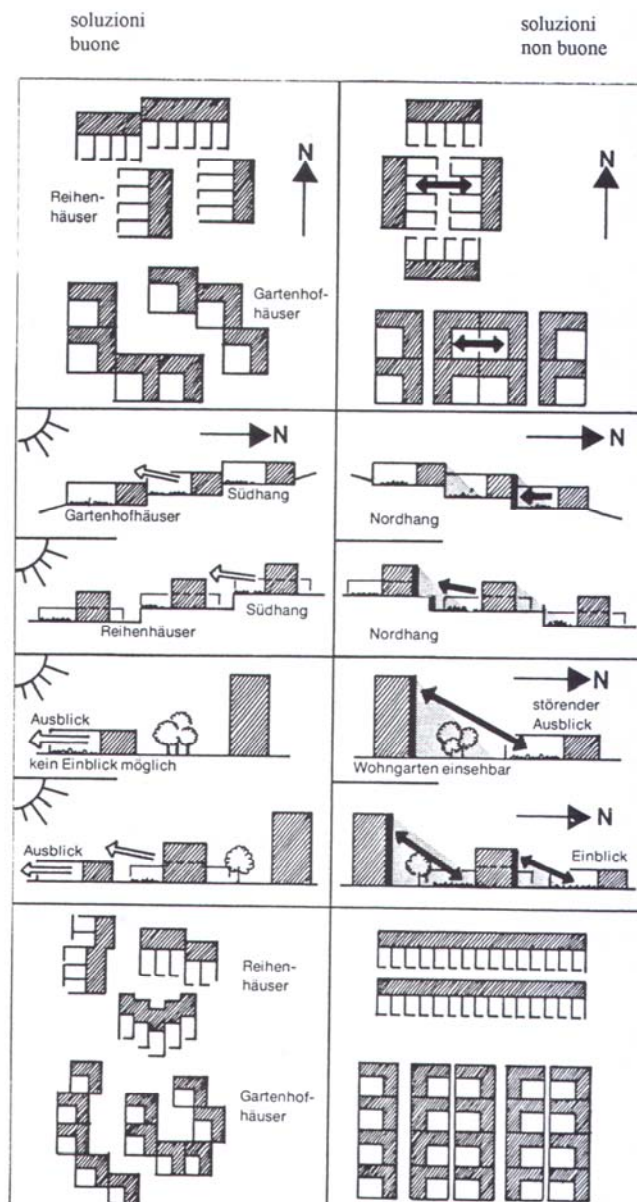 soluzioni
buone
soluzioni
non buone
N
Reihen-
häuser
Gartenhof-
häuser
N
N
Südhang
Gartenhofhäuser
Südhang
Reihenhäuser
N
Nordhang
Nordhang
Ausblick
kein Einblick möglich
Ausblick
N
störender
Ausblick
Wohngarten einsehbar
N
Einblick
Reihen-
häuser
Gartenhof-
häuser